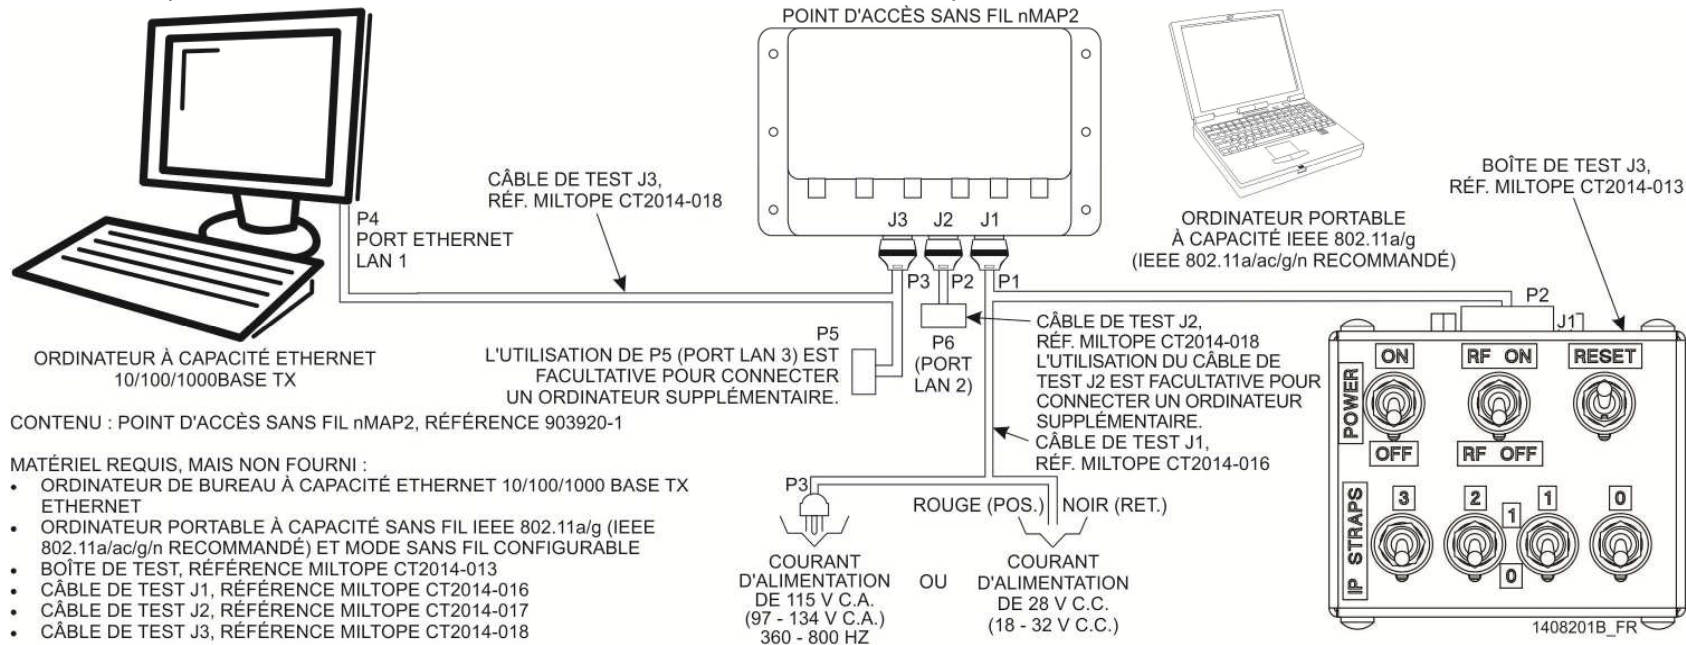 POINT D'ACCÈS SANS FIL nMAP2
CÂBLE DE TEST J3,
RÉF. MILTOPE CT2014-018
P4
PORT ETHERNET
LAN 1
J3
J2
J1
P3
P2
P1
ORDINATEUR PORTABLE
À CAPACITÉ IEEE 802.11a/g
(IEEE 802.11a/ac/g/n RECOMMANDÉ)
BOÎTE DE TEST J3,
RÉF. MILTOPE CT2014-013
P2
J1
ORDINATEUR À CAPACITÉ ETHERNET
10/100/1000BASE TX
P5
L'UTILISATION DE P5 (PORT LAN 3) EST
FACULTATIVE POUR CONNECTER
UN ORDINATEUR SUPPLÉMENTAIRE.
P6
(PORT
LAN 2)
CÂBLE DE TEST J2,
RÉF. MILTOPE CT2014-018
L'UTILISATION DU CÂBLE DE
TEST J2 EST FACULTATIVE POUR
CONNECTER UN ORDINATEUR
SUPPLÉMENTAIRE.
CÂBLE DE TEST J1,
RÉF. MILTOPE CT2014-016
CONTENU : POINT D'ACCÈS SANS FIL nMAP2, RÉFÉRENCE 903920-1
MATÉRIEL REQUIS, MAIS NON FOURNI :
• ORDINATEUR DE BUREAU À CAPACITÉ ETHERNET 10/100/1000 BASE TX
ETHERNET
• ORDINATEUR PORTABLE À CAPACITÉ SANS FIL IEEE 802.11a/g (IEEE
802.11a/ac/g/n RECOMMANDÉ) ET MODE SANS FIL CONFIGURABLE
• BOÎTE DE TEST, RÉFÉRENCE MILTOPE CT2014-013
• CÂBLE DE TEST J1, RÉFÉRENCE MILTOPE CT2014-016
• CÂBLE DE TEST J2, RÉFÉRENCE MILTOPE CT2014-017
• CÂBLE DE TEST J3, RÉFÉRENCE MILTOPE CT2014-018
P3
COURANT
D'ALIMENTATION
DE 115 V C.A.
(97 - 134 V C.A.)
360 - 800 HZ
OU
ROUGE (POS.)
NOIR (RET.)
COURANT
D'ALIMENTATION
DE 28 V C.C.
(18 - 32 V C.C.)
POWER
ON
RF ON
RESET
OFF
RF OFF
IP STRAPS
3
2
1
1
0
0
1408201B_FR